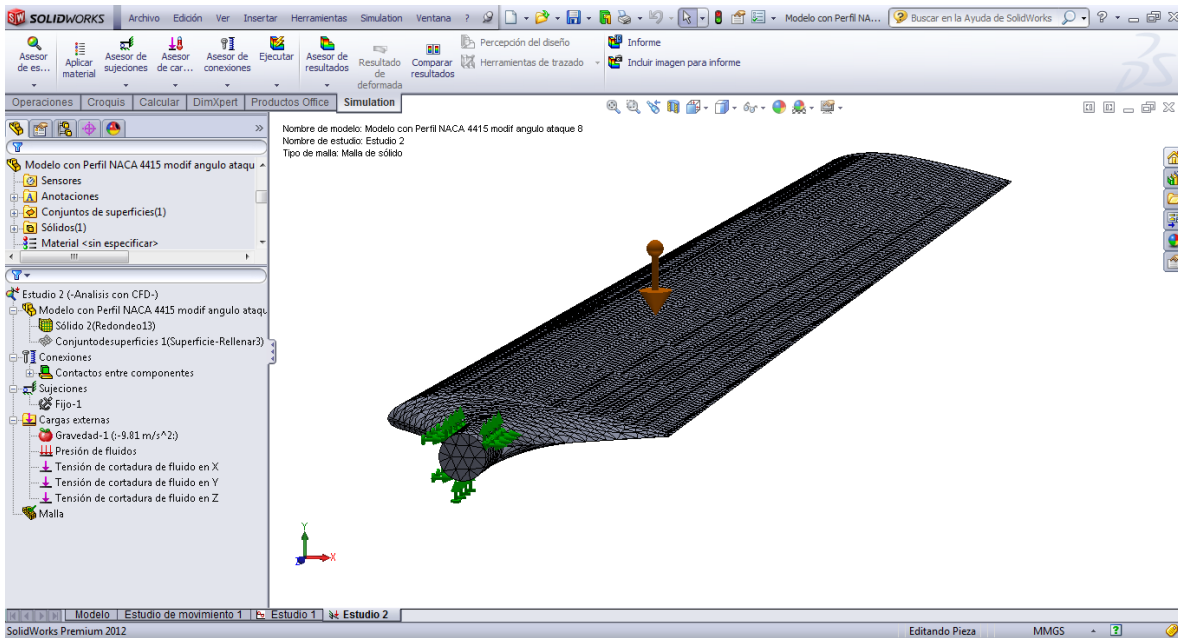 SOLIDWORKS Archivo Edición Ver Insertar Herramientas Simulation Ventana ? Modelo con Perfil NA... Buscar en la Ayuda de SolidWorks ?
Asesor de es...
Aplicar material
Asesor de sujeciones
Asesor de car...
Asesor de conexiones
Ejecutar
Asesor de resultados
Resultado de deformada
Comparar resultados
Percepción del diseño
Herramientas de trazado
Informe
Incluir imagen para informe
Operaciones Croquis Calcular DimXpert Productos Office Simulation
Nombre de modelo: Modelo con Perfil NACA 4415 modif angulo ataque 8
Nombre de estudio: Estudio 2
Tipo de malla: Malla de sólido
Modelo con Perfil NACA 4415 modif angulo ataqu
Sensores
Anotaciones
Conjuntos de superficies(1)
Sólidos(1)
Material <sin especificar>
Estudio 2 (-Analisis con CFD-)
Modelo con Perfil NACA 4415 modif angulo ataqu
Sólido 2(Redondeo13)
Conjuntodesuperficies 1(Superficie-Rellenar3)
Conexiones
Contactos entre componentes
Sujeciones
Fijo-1
Cargas externas
Gravedad-1 (:-9.81 m/s^2:)
Presión de fluidos
Tensión de cortadura de fluido en X
Tensión de cortadura de fluido en Y
Tensión de cortadura de fluido en Z
Malla
Y
X
Modelo Estudio de movimiento 1 Estudio 1 Estudio 2
SolidWorks Premium 2012 Editando Pieza MMGS